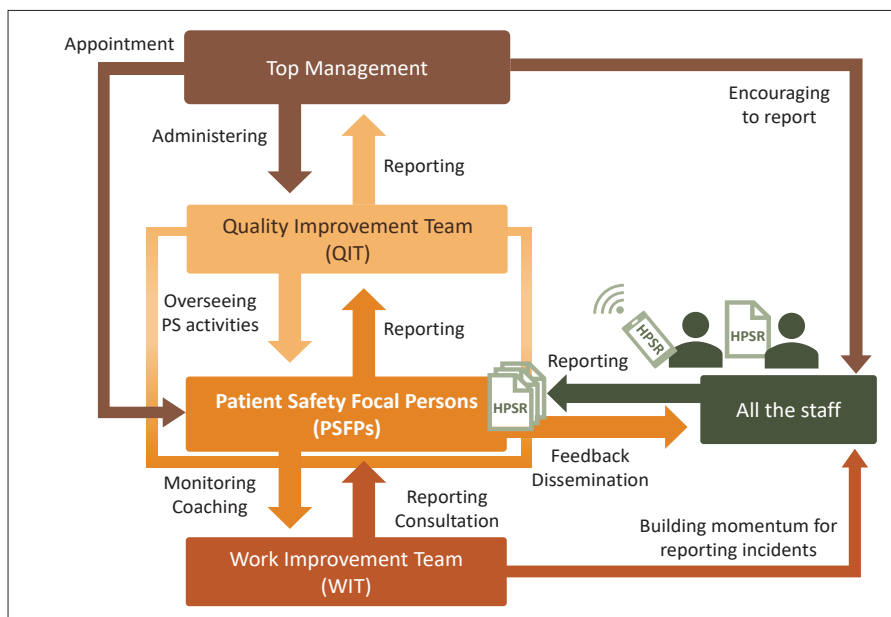 Appointment
Top Management
Encouraging
to report
Administering
Reporting
Quality Improvement Team
(QIT)
Overseeing
PS activities
Reporting
HPSR
HPSR
Reporting
Patient Safety Focal Persons
(PSFPs)
HPSR
All the staff
Feedback
Dissemination
Monitoring
Coaching
Reporting
Consultation
Building momentum for
reporting incidents
Work Improvement Team
(WIT)